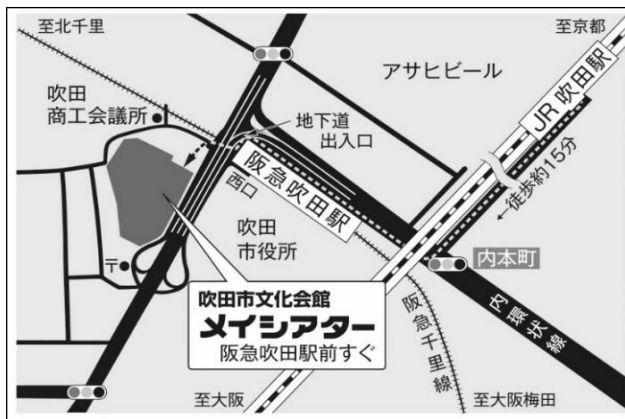 至北千里
至京都
アサヒビール
JR吹田駅
吹田
商工会議所
地下道
出入口
←徒歩約15分
阪急吹田駅
西口
吹田
市役所
〒
内本町
吹田市文化会館
メイシアター
阪急吹田駅前すぐ
阪急千里線
内環状線
至大阪
至大阪梅田